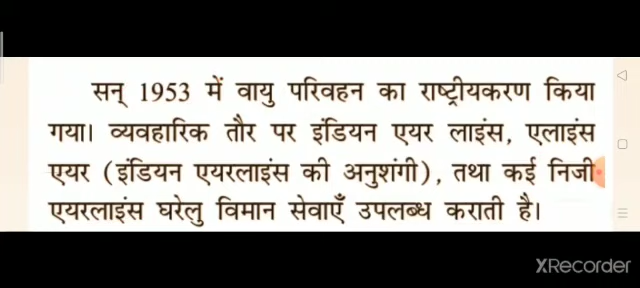 सन् 1953 में वायु परिवहन का राष्ट्रीयकरण किया
गया। व्यवहारिक तौर पर इंडियन एयर लाइंस, एलाइंस
एयर (इंडियन एयरलाइंस की अनुशंगी), तथा कई निजी
एयरलाइंस घरेलु विमान सेवाएँ उपलब्ध कराती है।
XRecorder